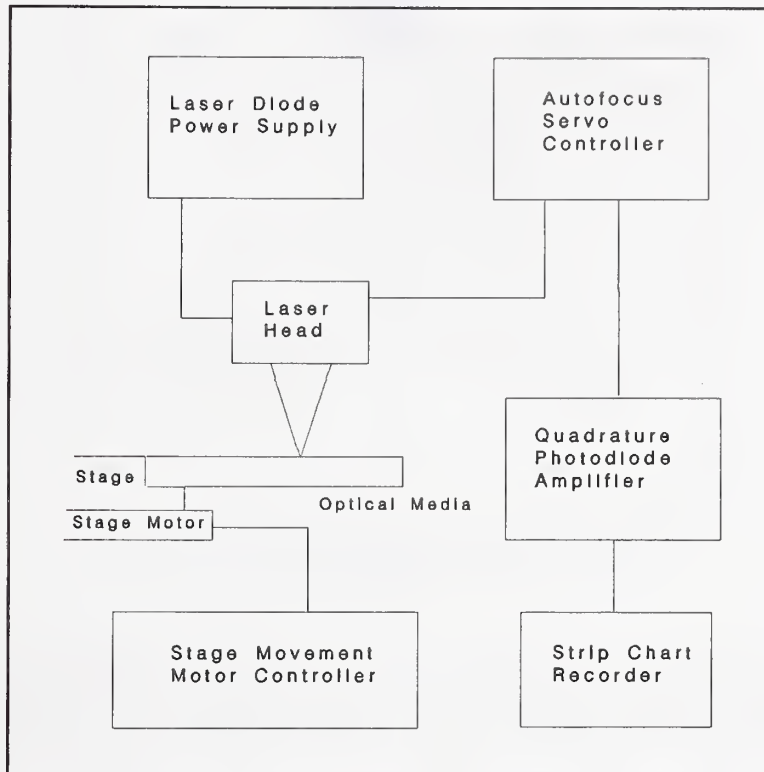 Laser Diode
Power Supply
Autofocus
Servo
Controller
Laser
Head
Quadrature
Photodiode
Amplifier
Stage
Optical Media
Stage Motor
Stage Movement
Motor Controller
Strip Chart
Recorder